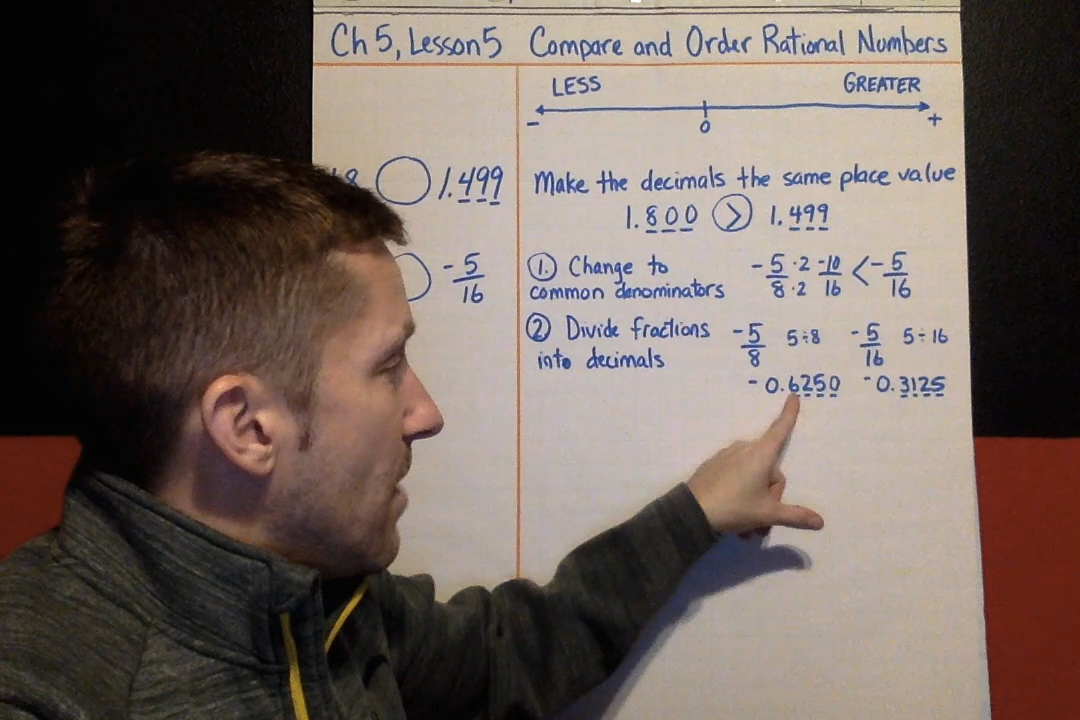 Ch 5, Lesson 5 Compare and Order Rational Numbers
LESS GREATER
- 0 +
.8 1.499
Make the decimals the same place value
1.800 > 1.499
-5/16
① Change to
common denominators
-5/8 ·2/·2 -10/16 < -5/16
② Divide fractions
into decimals
-5/8 5÷8 -5/16 5÷16
-0.6250 -0.3125